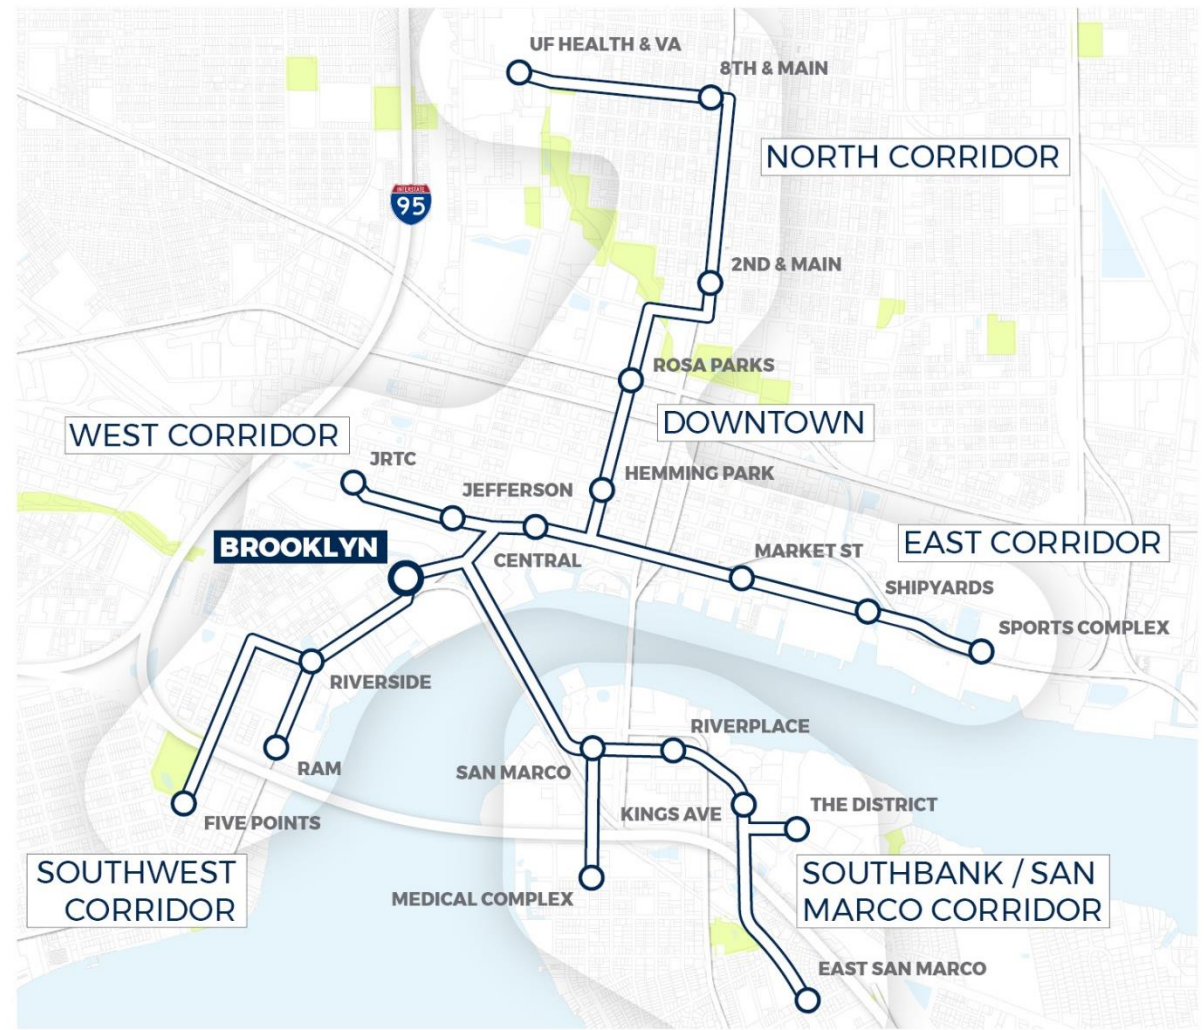 UF HEALTH & VA
8TH & MAIN
NORTH CORRIDOR
INTERSTATE
95
2ND & MAIN
ROSA PARKS
DOWNTOWN
WEST CORRIDOR
JRTC
HEMMING PARK
JEFFERSON
BROOKLYN
CENTRAL
MARKET ST
EAST CORRIDOR
SHIPYARDS
SPORTS COMPLEX
RIVERSIDE
RIVERPLACE
RAM
SAN MARCO
KINGS AVE
THE DISTRICT
FIVE POINTS
SOUTHWEST
CORRIDOR
MEDICAL COMPLEX
SOUTHBANK / SAN
MARCO CORRIDOR
EAST SAN MARCO